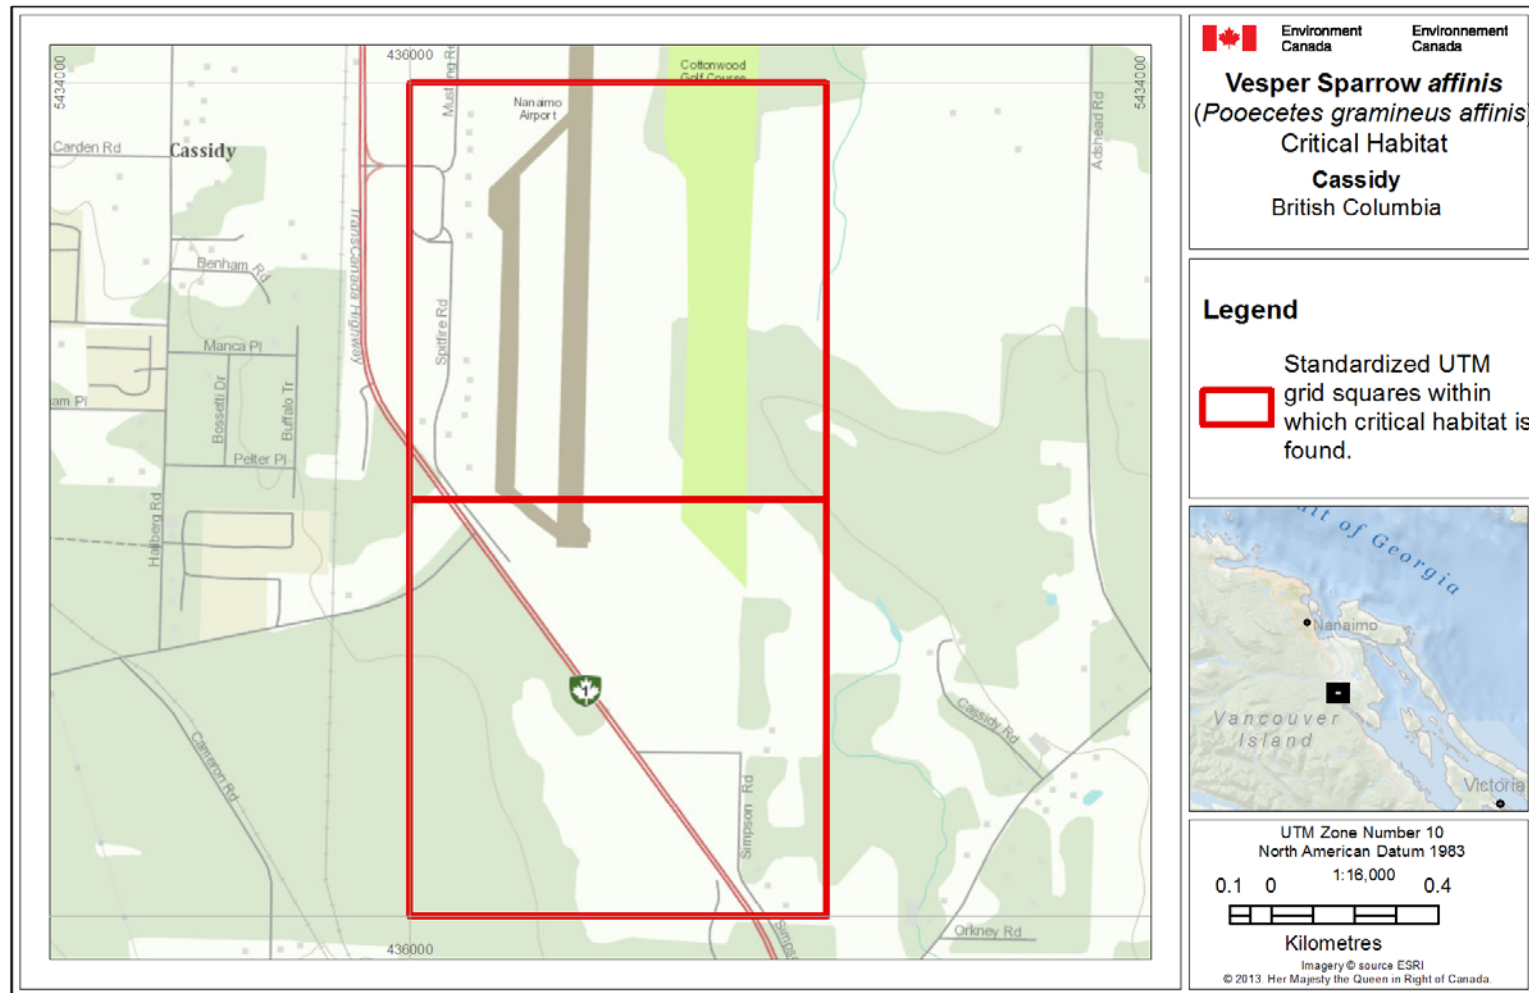 436000
5434000
5434000
Mustang Rd
Cottonwood
Golf Course
Nanaimo
Airport
Carden Rd
Cassidy
Adshead Rd
TransCanada Highway
Benham Rd
Spitfire Rd
Manca Pl
Bossetti Dr
Buffalo Tr
am Pl
Pelter Pl
Hallberg Rd
1
Cameron Rd
Cassidy Rd
Simpson Rd
Orkney Rd
436000
Environment
Canada
Environnement
Canada
Vesper Sparrow affinis
(Pooecetes gramineus affinis)
Critical Habitat
Cassidy
British Columbia
Legend
Standardized UTM
grid squares within
which critical habitat is
found.
of Georgia
Nanaimo
Vancouver
Island
Victoria
UTM Zone Number 10
North American Datum 1983
1:16,000
0.1 0 0.4
Kilometres
Imagery © source ESRI
© 2013. Her Majesty the Queen in Right of Canada.